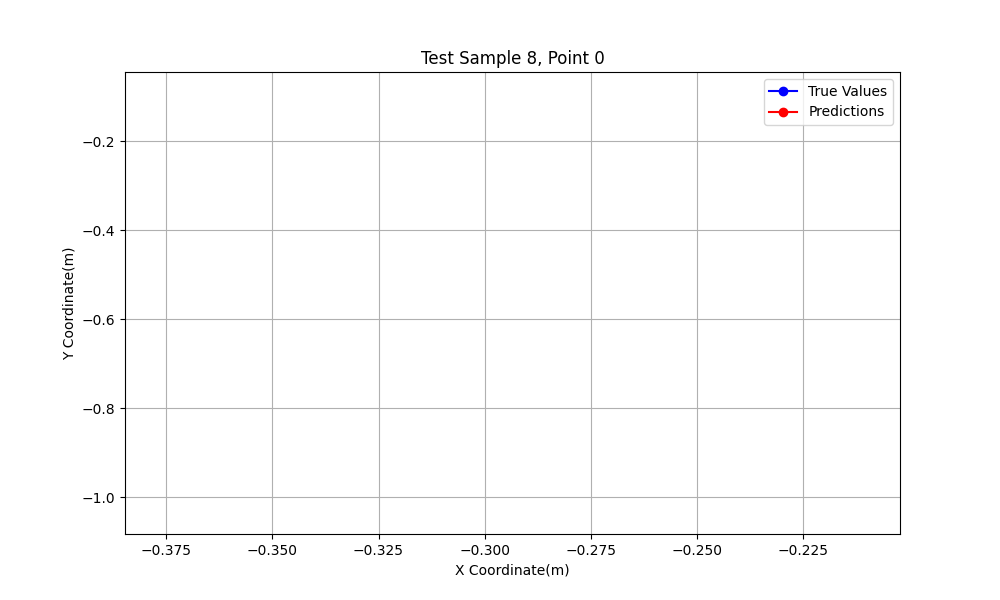 Test Sample 8, Point 0
True Values
Predictions
−0.2
−0.4
−0.6
−0.8
−1.0
Y Coordinate(m)
−0.375 −0.350 −0.325 −0.300 −0.275 −0.250 −0.225
X Coordinate(m)